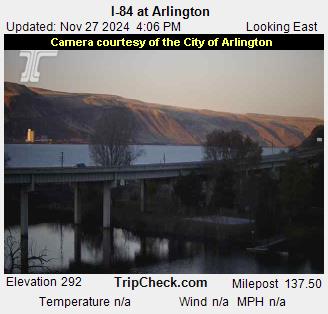 I-84 at Arlington
Updated: Nov 27 2024 4:06 PM Looking East
Camera courtesy of the City of Arlington
Elevation 292 TripCheck.com Milepost 137.50
Temperature n/a Wind n/a MPH n/a